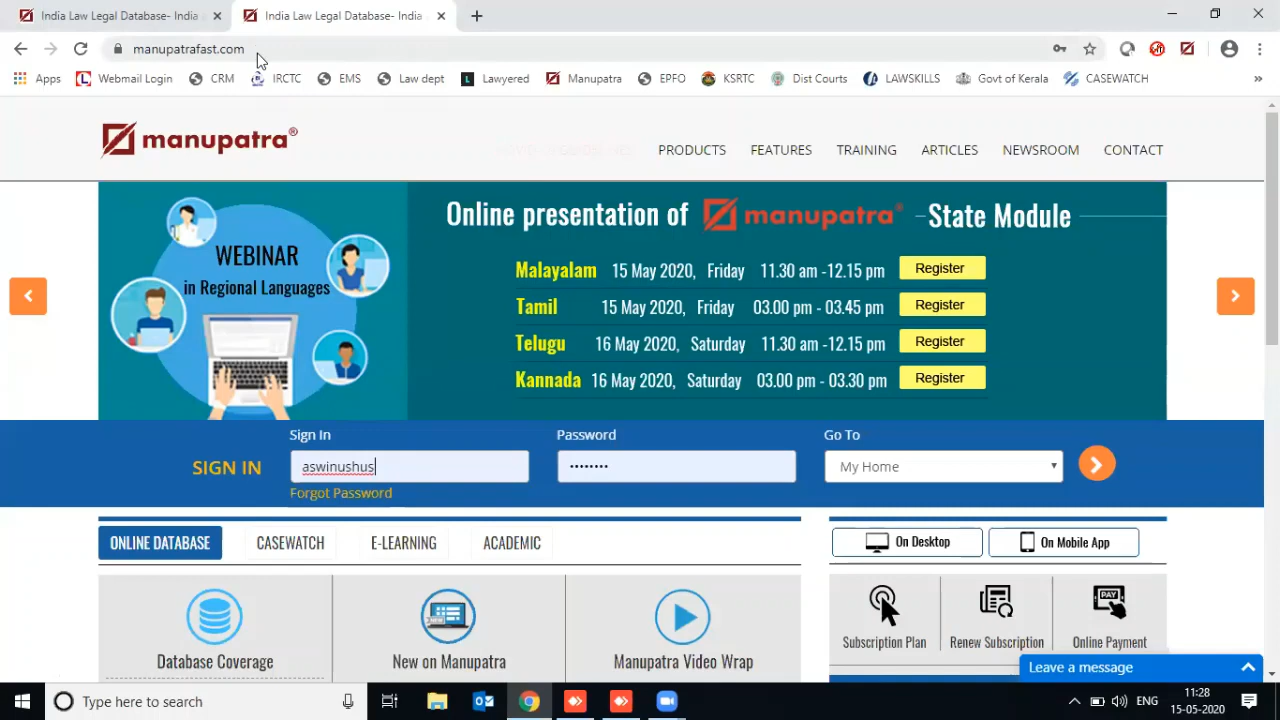 India Law Legal Database- India
India Law Legal Database- India
manupatrafast.com
Apps
Webmail Login
CRM
IRCTC
EMS
Law dept
Lawyered
Manupatra
EPFO
KSRTC
Dist Courts
LAWSKILLS
Govt of Kerala
CASEWATCH
»
manupatra®
PRODUCTS
FEATURES
TRAINING
ARTICLES
NEWSROOM
CONTACT
WEBINAR
in Regional Languages
Online presentation of manupatra® State Module
Malayalam 15 May 2020, Friday 11.30 am -12.15 pm Register
Tamil 15 May 2020, Friday 03.00 pm - 03.45 pm Register
Telugu 16 May 2020, Saturday 11.30 am -12.15 pm Register
Kannada 16 May 2020, Saturday 03.00 pm - 03.30 pm Register
Sign In
Password
Go To
SIGN IN
aswinushus
••••••••
My Home
Forgot Password
ONLINE DATABASE
CASEWATCH
E-LEARNING
ACADEMIC
On Desktop
On Mobile App
PAY
Database Coverage
New on Manupatra
Manupatra Video Wrap
Subscription Plan
Renew Subscription
Online Payment
Leave a message
Type here to search
ENG
11:28
15-05-2020